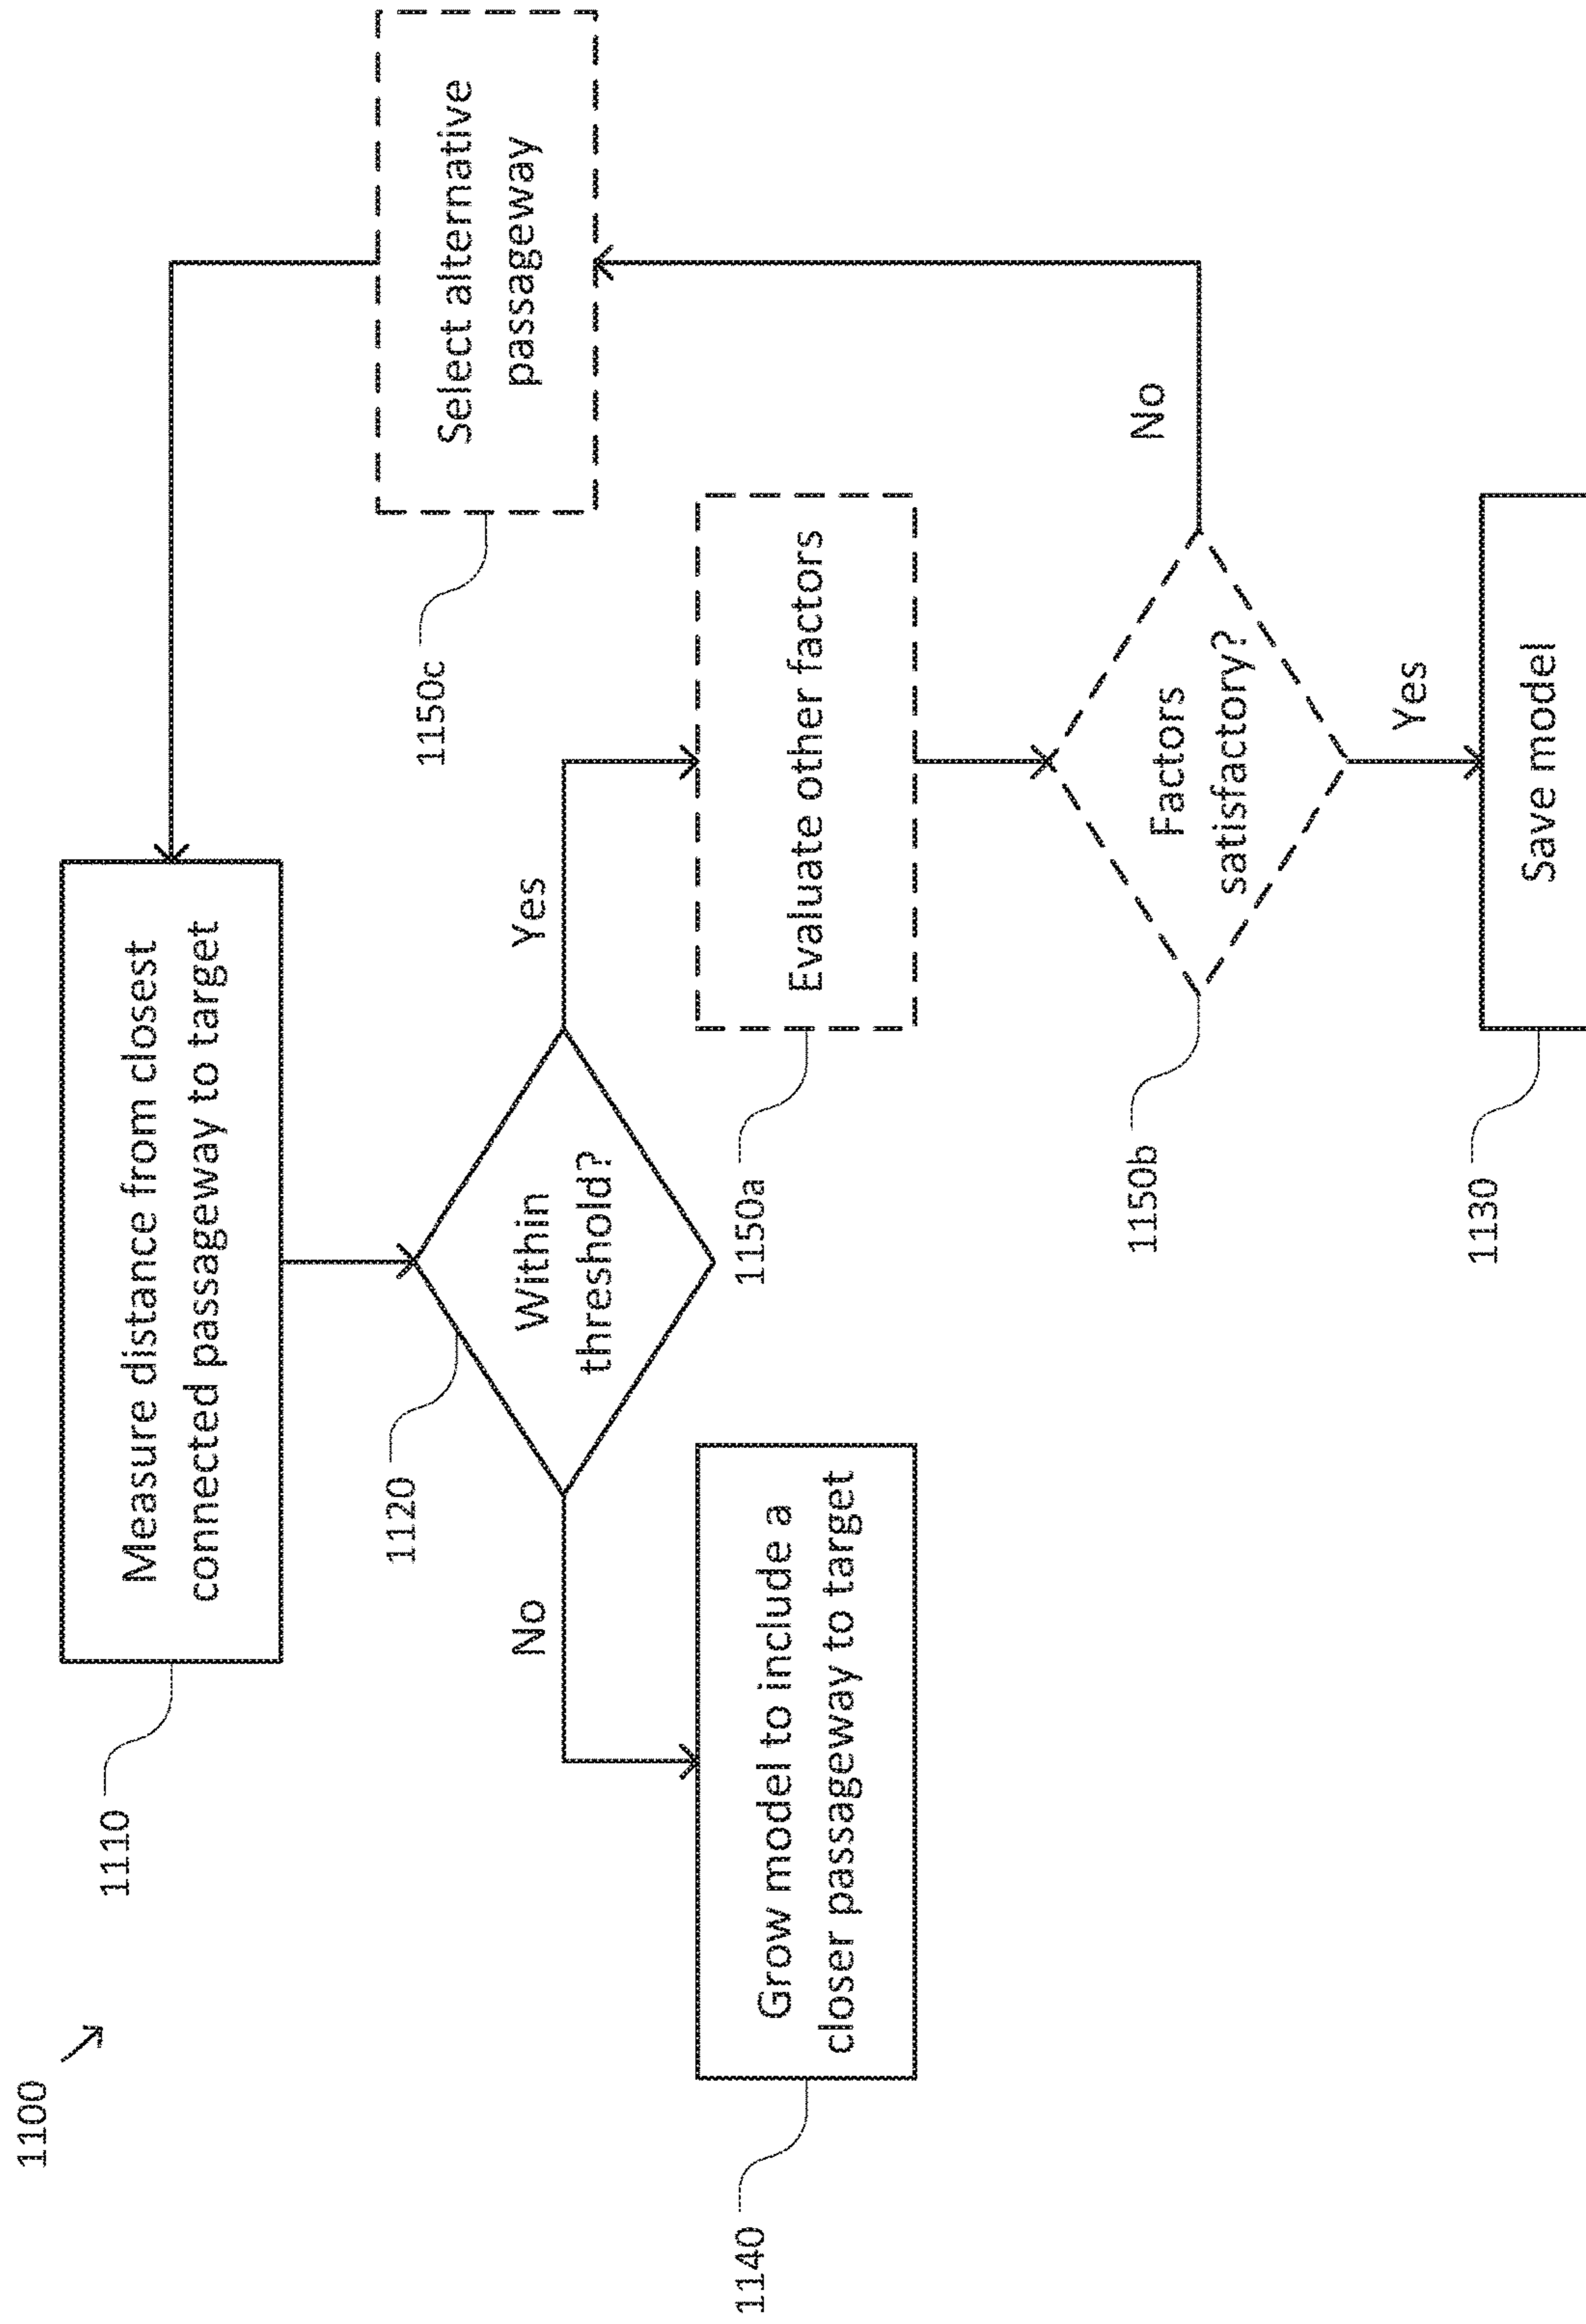 1100
1110
Measure distance from closest
connected passageway to target
1120
Within
threshold?
No
Yes
1140
Grow model to include a
closer passageway to target
1150a
Evaluate other factors
1150c
Select alternative
passageway
1150b
Factors
satisfactory?
No
Yes
1130
Save model